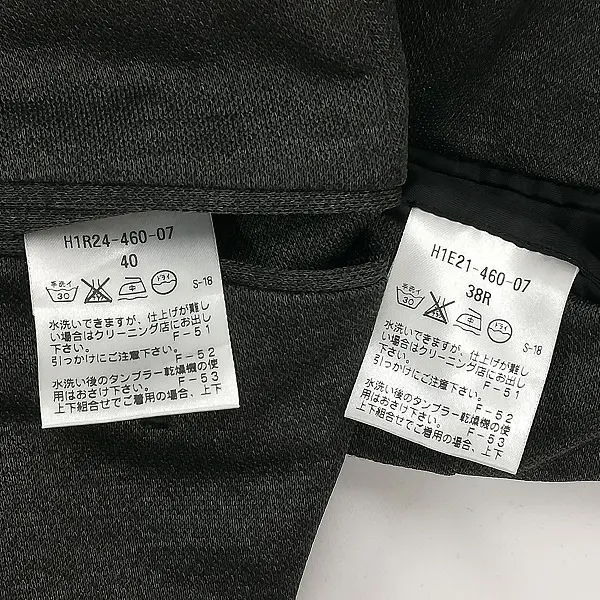 H1R24-460-07
40
手洗イ
30
中
ドライ
S-18
水洗いできますが、仕上げが難し
い場合はクリーニング店にお出し
下さい。 F-51
引っかけにご注意下さい。
F-52
水洗い後のタンブラー乾燥機の使
用はおさけ下さい。 F-53
上下組合せでご着用の場合、上下
H1E21-460-07
38R
手洗イ
30
中
ドライ
S-18
水洗いできますが、仕上げが難し
い場合はクリーニング店にお出し
下さい。 F-51
引っかけにご注意下さい。
F-52
水洗い後のタンブラー乾燥機の使
用はおさけ下さい。 F-53
上下組合せでご着用の場合、上下